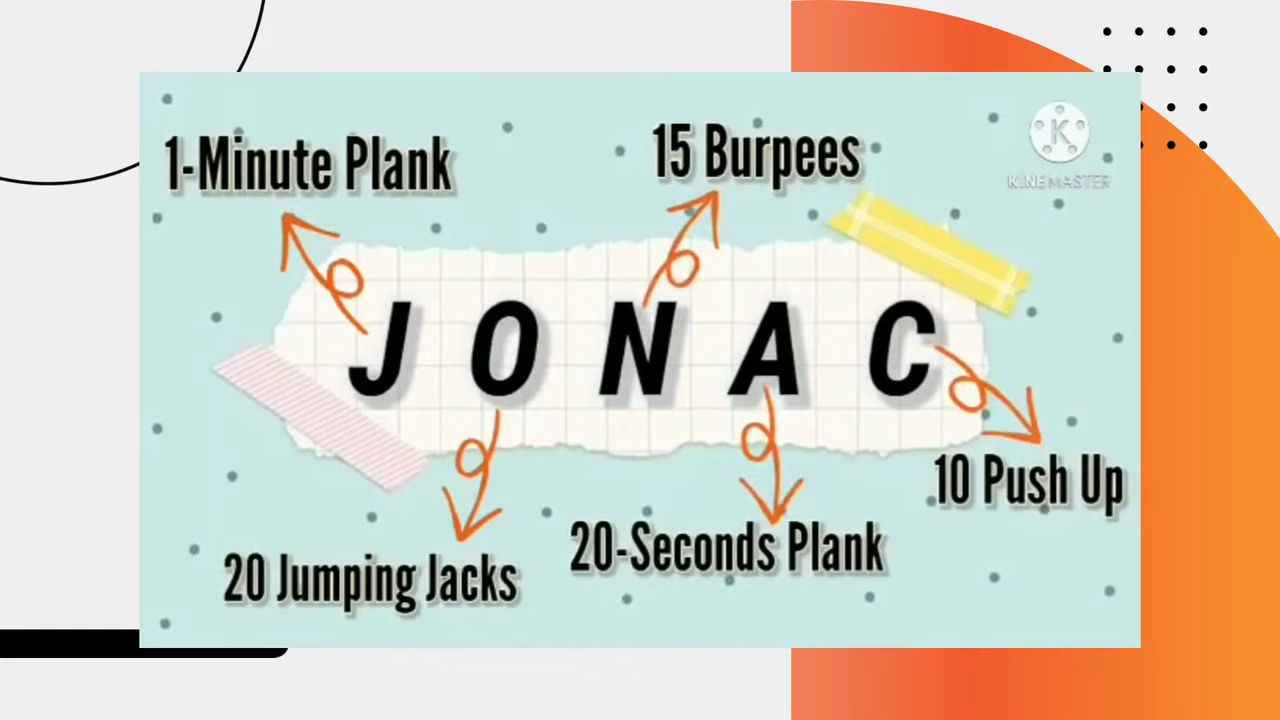 1-Minute Plank
15 Burpees
K
KINEMASTER
J O N A C
10 Push Up
20-Seconds Plank
20 Jumping Jacks